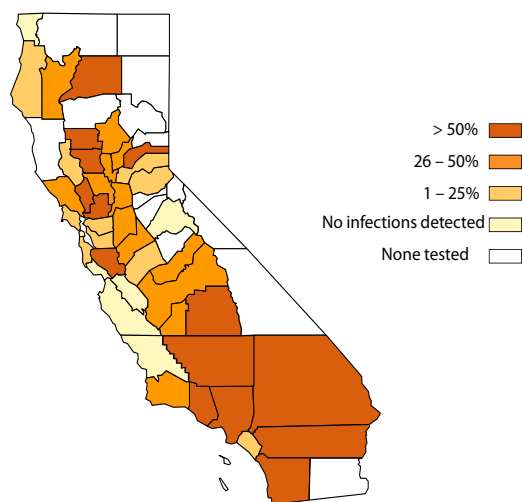 > 50%
26 – 50%
1 – 25%
No infections detected
None tested